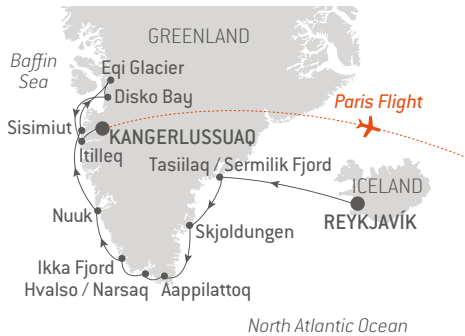 GREENLAND
Baffin
Sea
Eqi Glacier
Disko Bay
Paris Flight
Sisimiut
KANGERLUSSUAQ
Itilleq
Tasiilaq / Sermilik Fjord
ICELAND
REYKJAVÍK
Nuuk
Skjoldungen
Ikka Fjord
Hvalso / Narsaq
Aappilattoq
North Atlantic Ocean